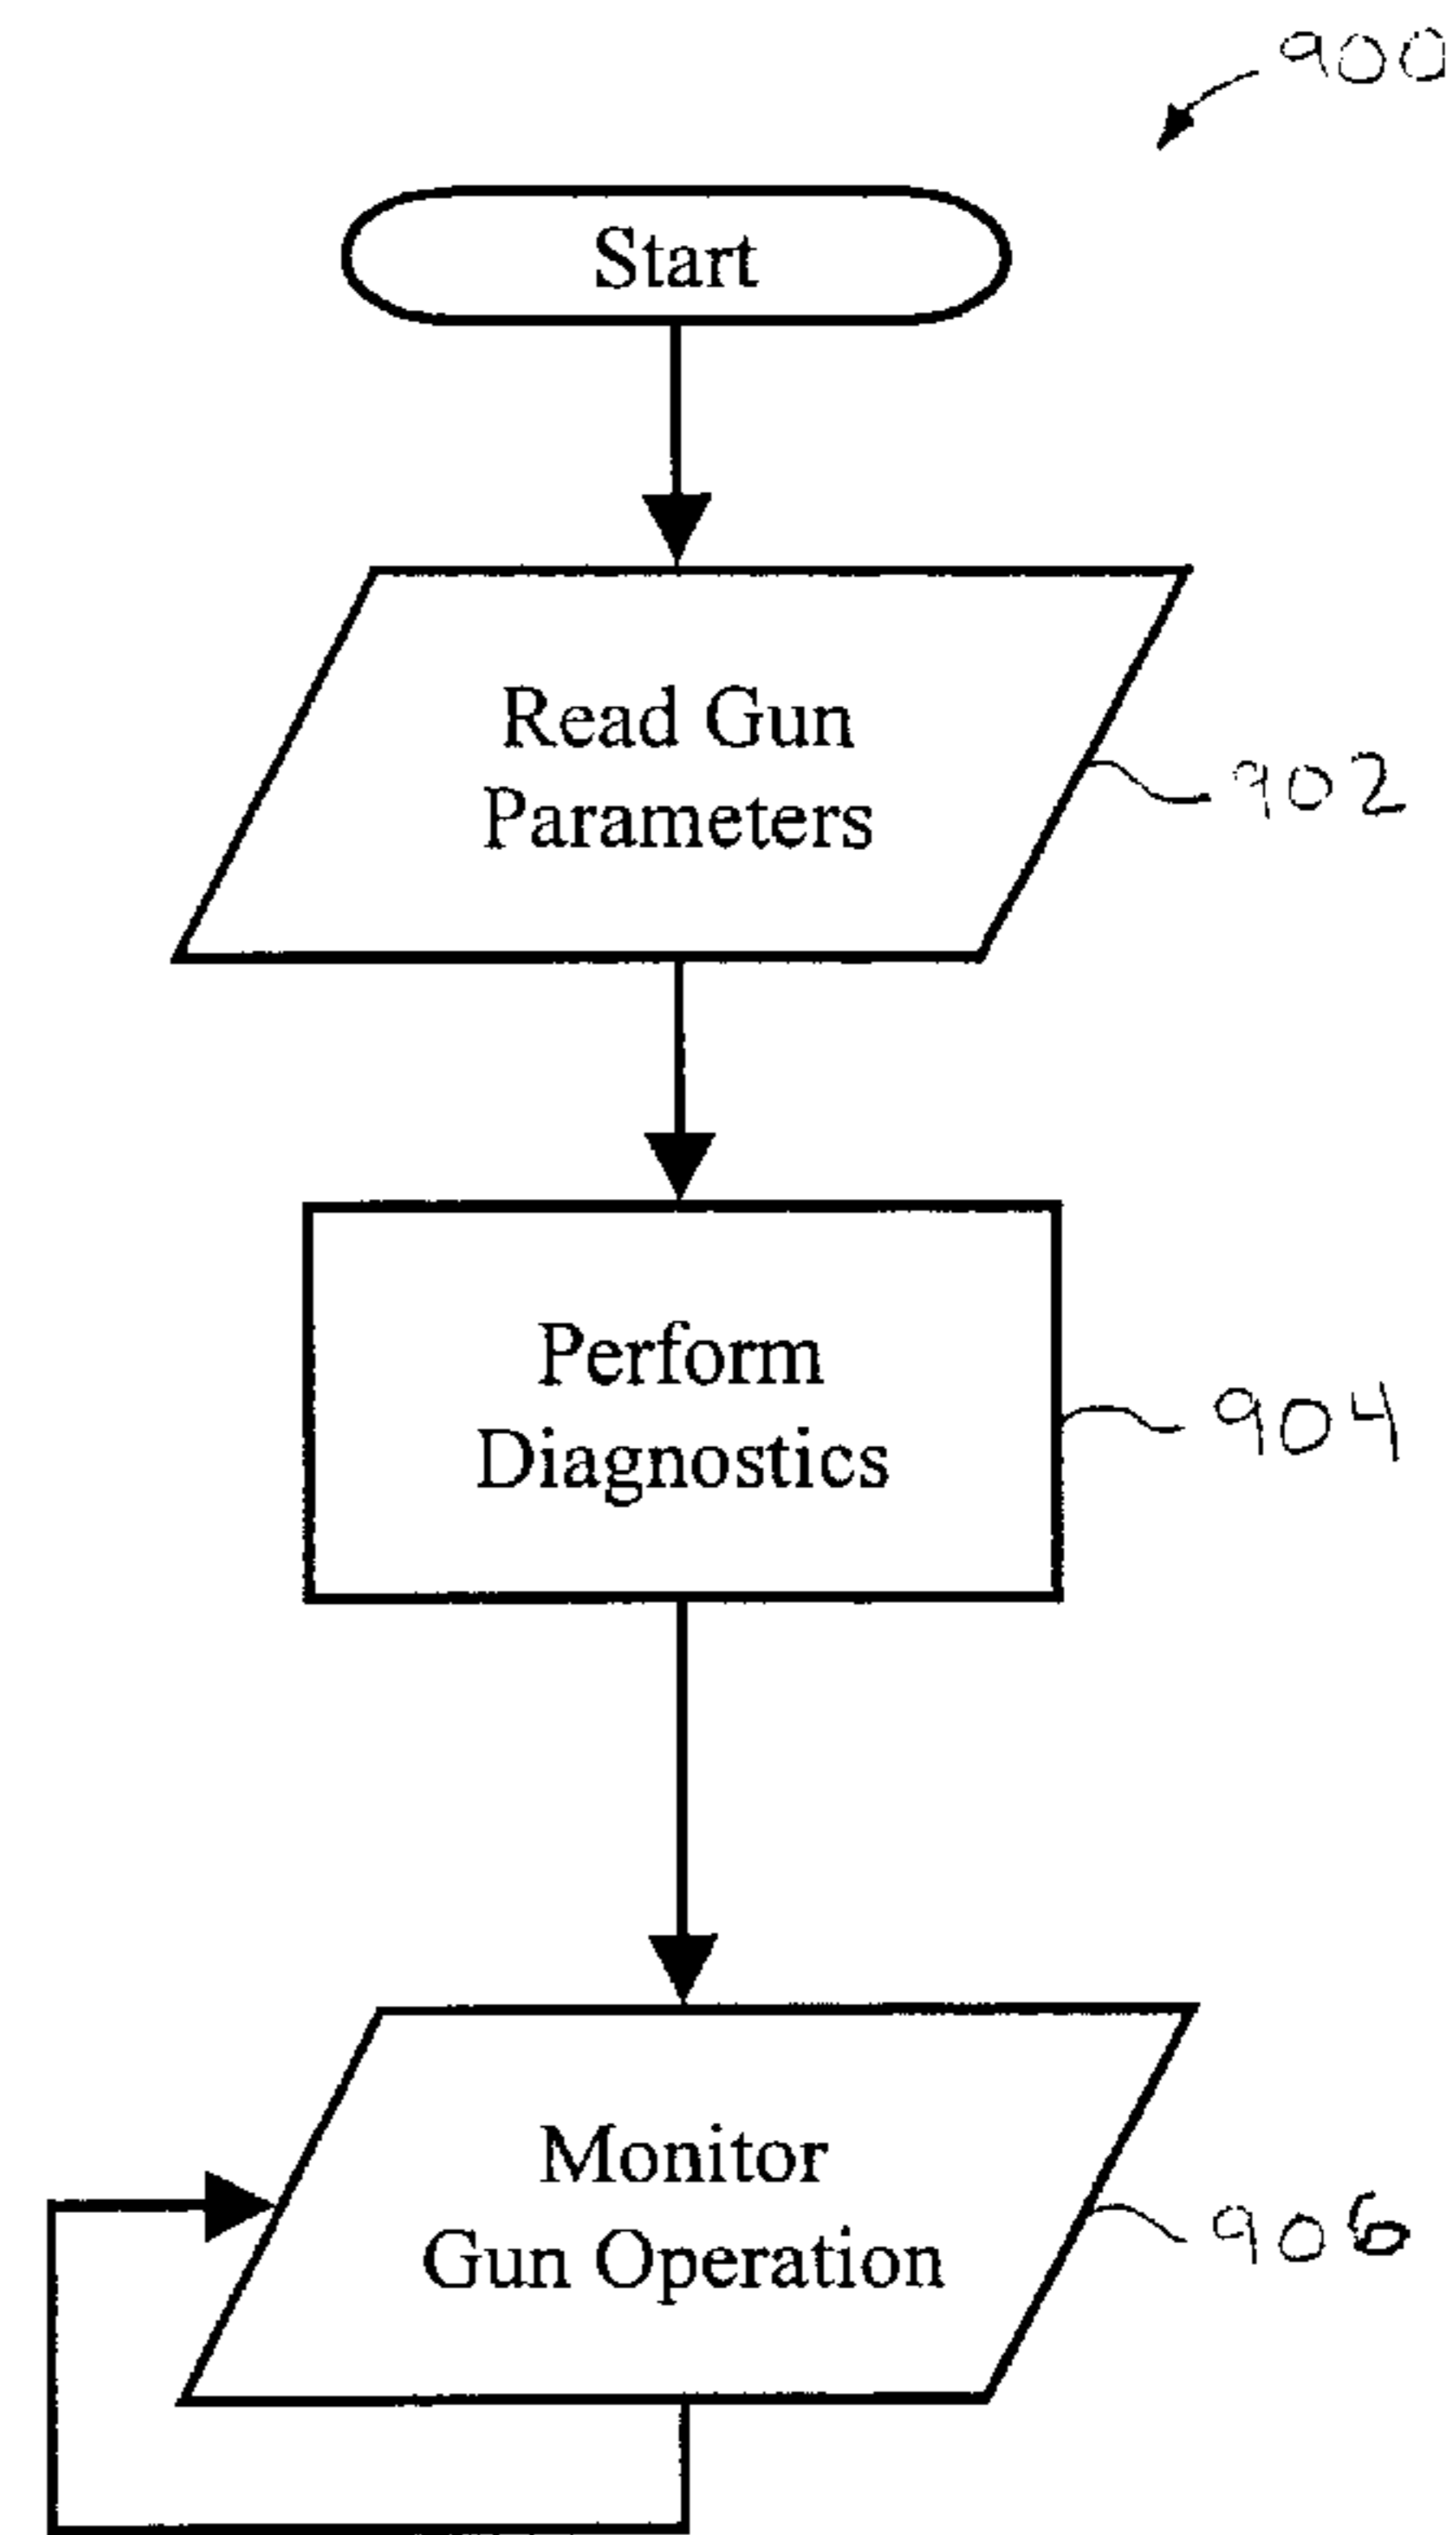 900
Start
Read Gun
Parameters
902
Perform
Diagnostics
904
Monitor
Gun Operation
906